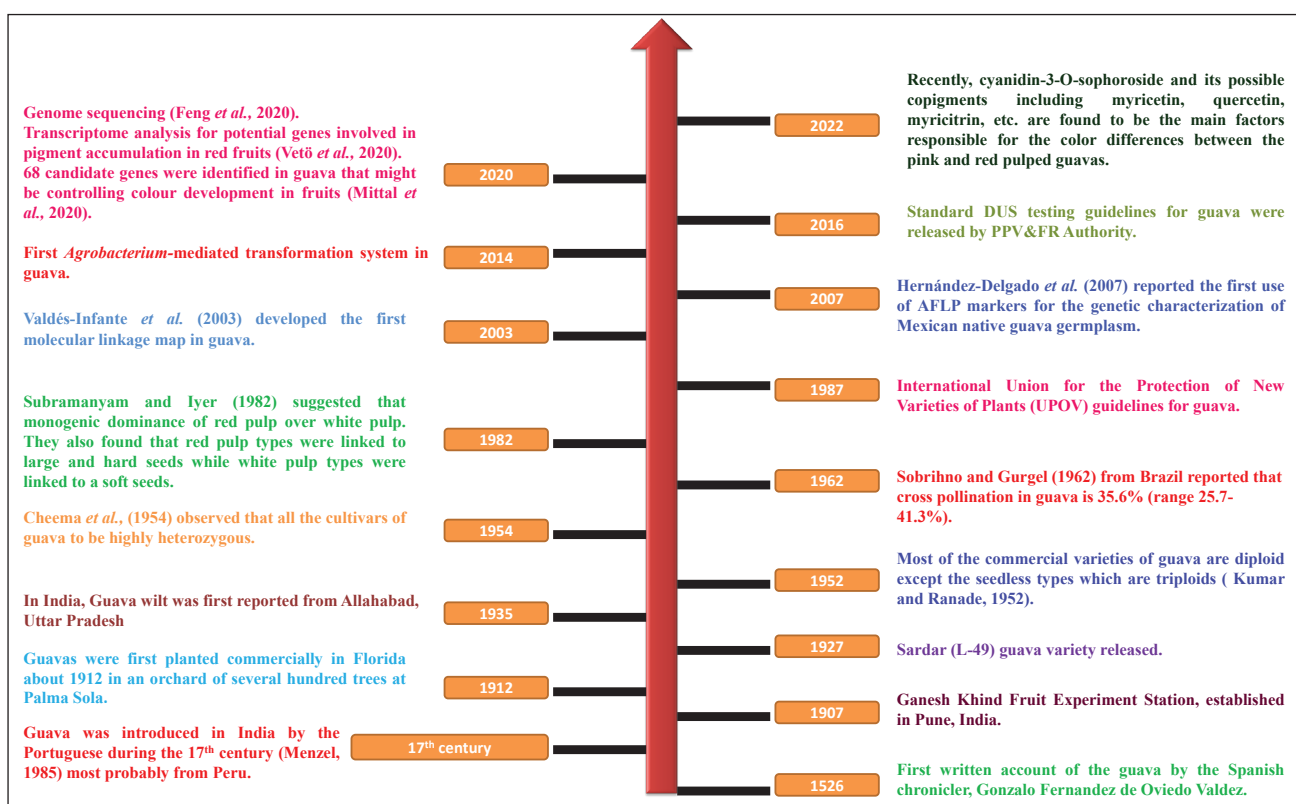 Genome sequencing (Feng et al., 2020).
Transcriptome analysis for potential genes involved in
pigment accumulation in red fruits (Vetö et al., 2020).
68 candidate genes were identified in guava that might
be controlling colour development in fruits (Mittal et
al., 2020).
2020
First Agrobacterium-mediated transformation system in
guava.
2014
Valdés-Infante et al. (2003) developed the first
molecular linkage map in guava.
2003
Subramanyam and Iyer (1982) suggested that
monogenic dominance of red pulp over white pulp.
They also found that red pulp types were linked to
large and hard seeds while white pulp types were
linked to a soft seeds.
1982
Cheema et al., (1954) observed that all the cultivars of
guava to be highly heterozygous.
1954
In India, Guava wilt was first reported from Allahabad,
Uttar Pradesh
1935
Guavas were first planted commercially in Florida
about 1912 in an orchard of several hundred trees at
Palma Sola.
1912
Guava was introduced in India by the
Portuguese during the 17th century (Menzel,
1985) most probably from Peru.
17th century
2022
Recently, cyanidin-3-O-sophoroside and its possible
copigments including myricetin, quercetin,
myricitrin, etc. are found to be the main factors
responsible for the color differences between the
pink and red pulped guavas.
2016
Standard DUS testing guidelines for guava were
released by PPV&FR Authority.
2007
Hernández-Delgado et al. (2007) reported the first use
of AFLP markers for the genetic characterization of
Mexican native guava germplasm.
1987
International Union for the Protection of New
Varieties of Plants (UPOV) guidelines for guava.
1962
Sobrihno and Gurgel (1962) from Brazil reported that
cross pollination in guava is 35.6% (range 25.7-
41.3%).
1952
Most of the commercial varieties of guava are diploid
except the seedless types which are triploids ( Kumar
and Ranade, 1952).
1927
Sardar (L-49) guava variety released.
1907
Ganesh Khind Fruit Experiment Station, established
in Pune, India.
1526
First written account of the guava by the Spanish
chronicler, Gonzalo Fernandez de Oviedo Valdez.